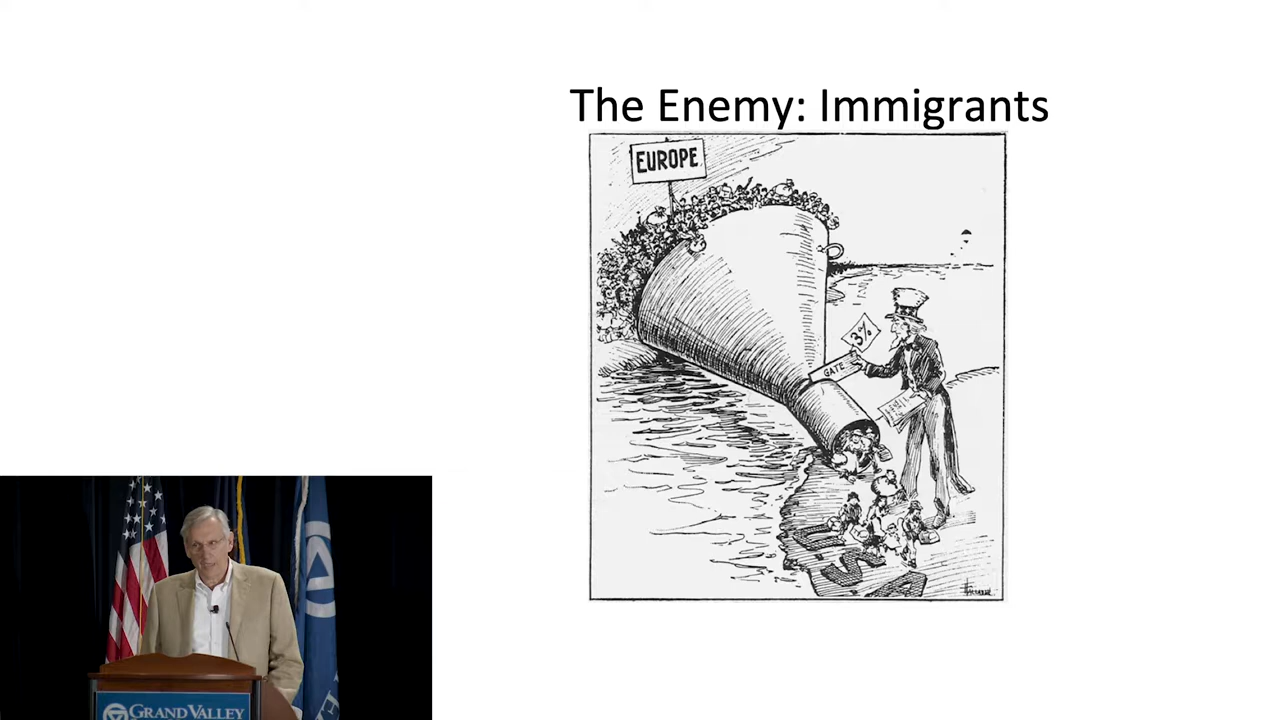 The Enemy: Immigrants
EUROPE
3%
GATE
U.S.A
GRAND VALLEY